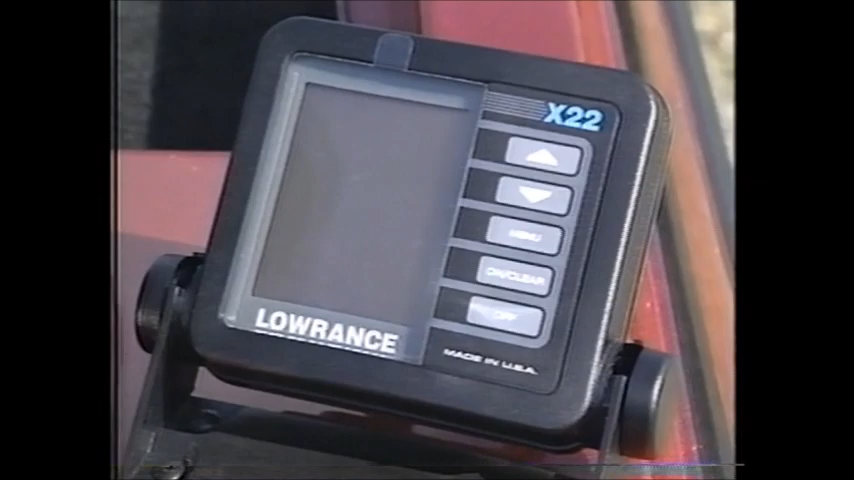 X22
MENU
ON/CLEAR
OFF
LOWRANCE
MADE IN U.S.A.